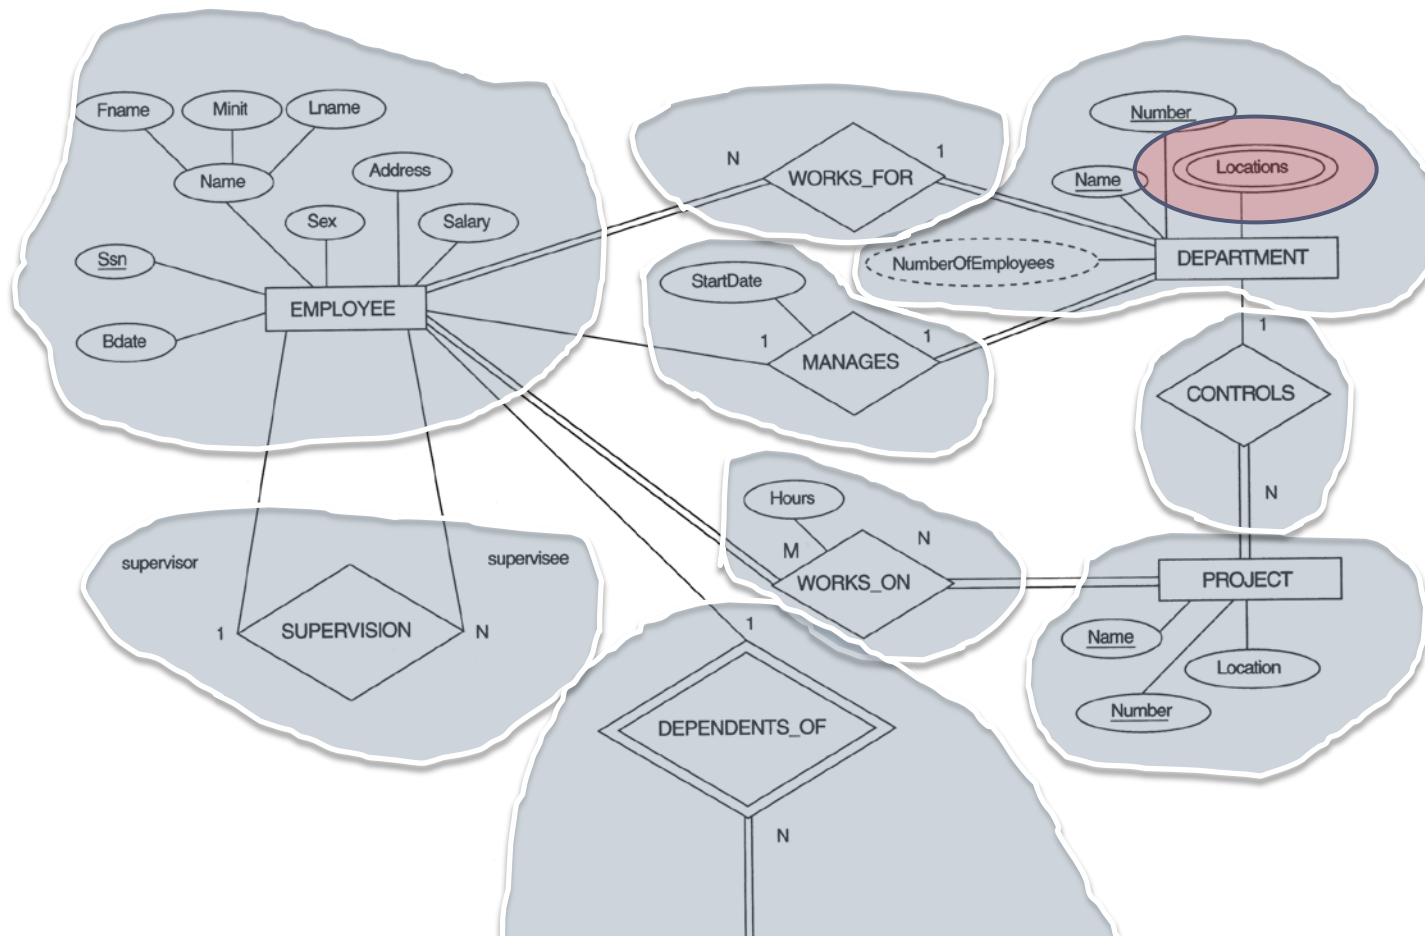 Fname
Minit
Lname
Name
Address
Sex
Salary
Ssn
Bdate
EMPLOYEE
N
WORKS_FOR
1
Number
Locations
Name
NumberOfEmployees
DEPARTMENT
StartDate
1
MANAGES
1
1
CONTROLS
N
Hours
M
N
WORKS_ON
PROJECT
Name
Location
Number
supervisor
supervisee
1
SUPERVISION
N
1
DEPENDENTS_OF
N